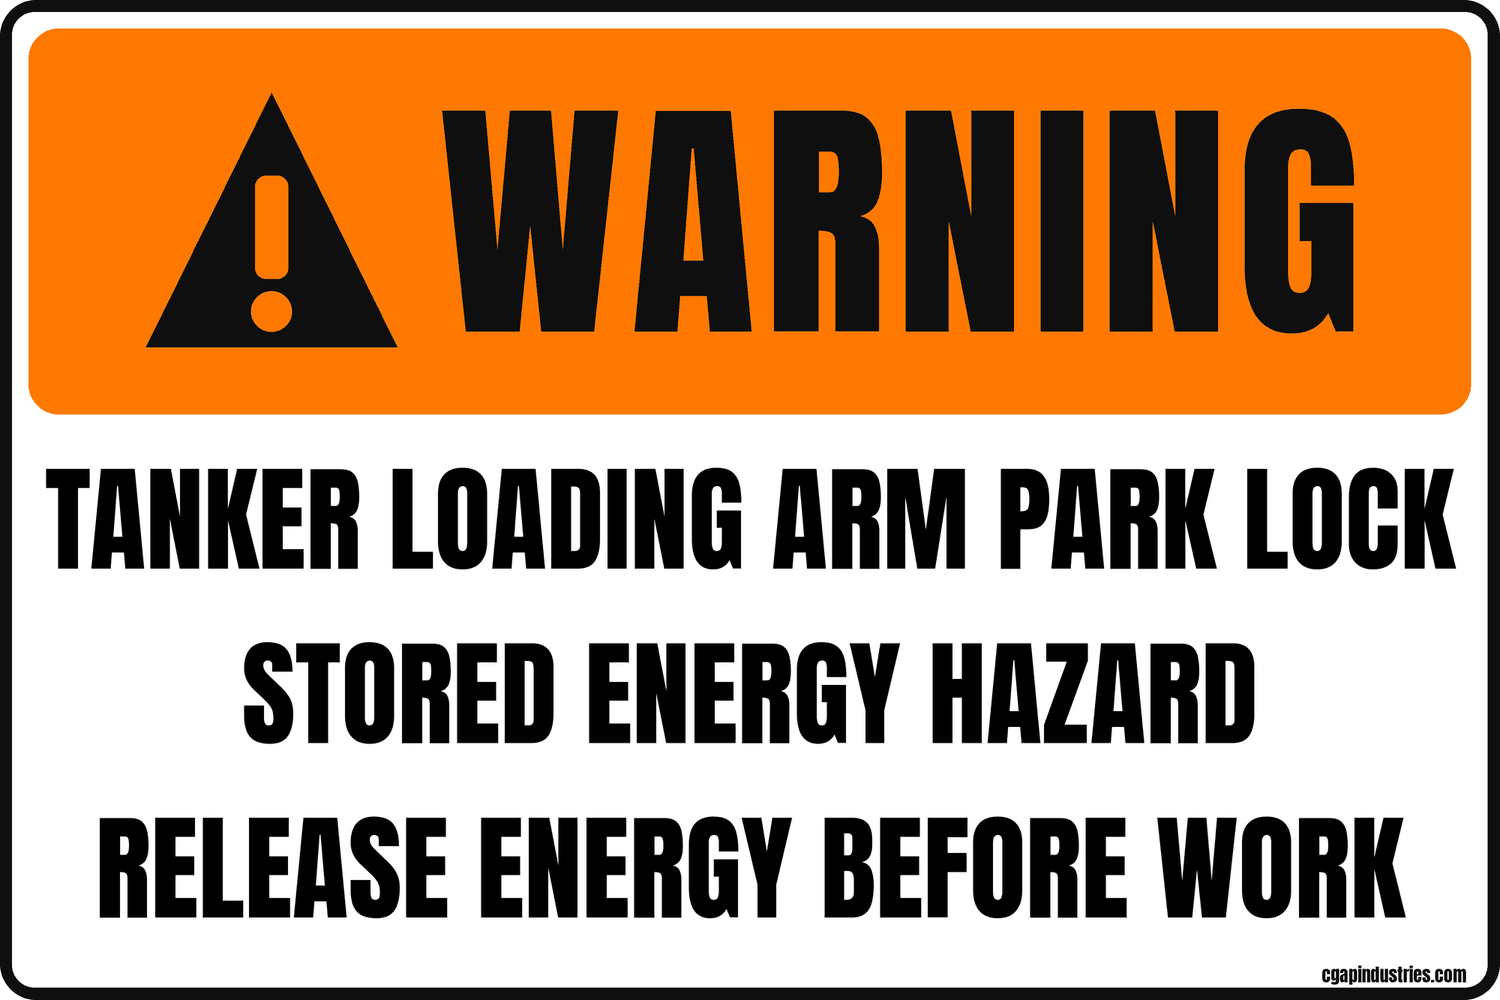 WARNING
TANKER LOADING ARM PARK LOCK
STORED ENERGY HAZARD
RELEASE ENERGY BEFORE WORK
cgapindustries.com